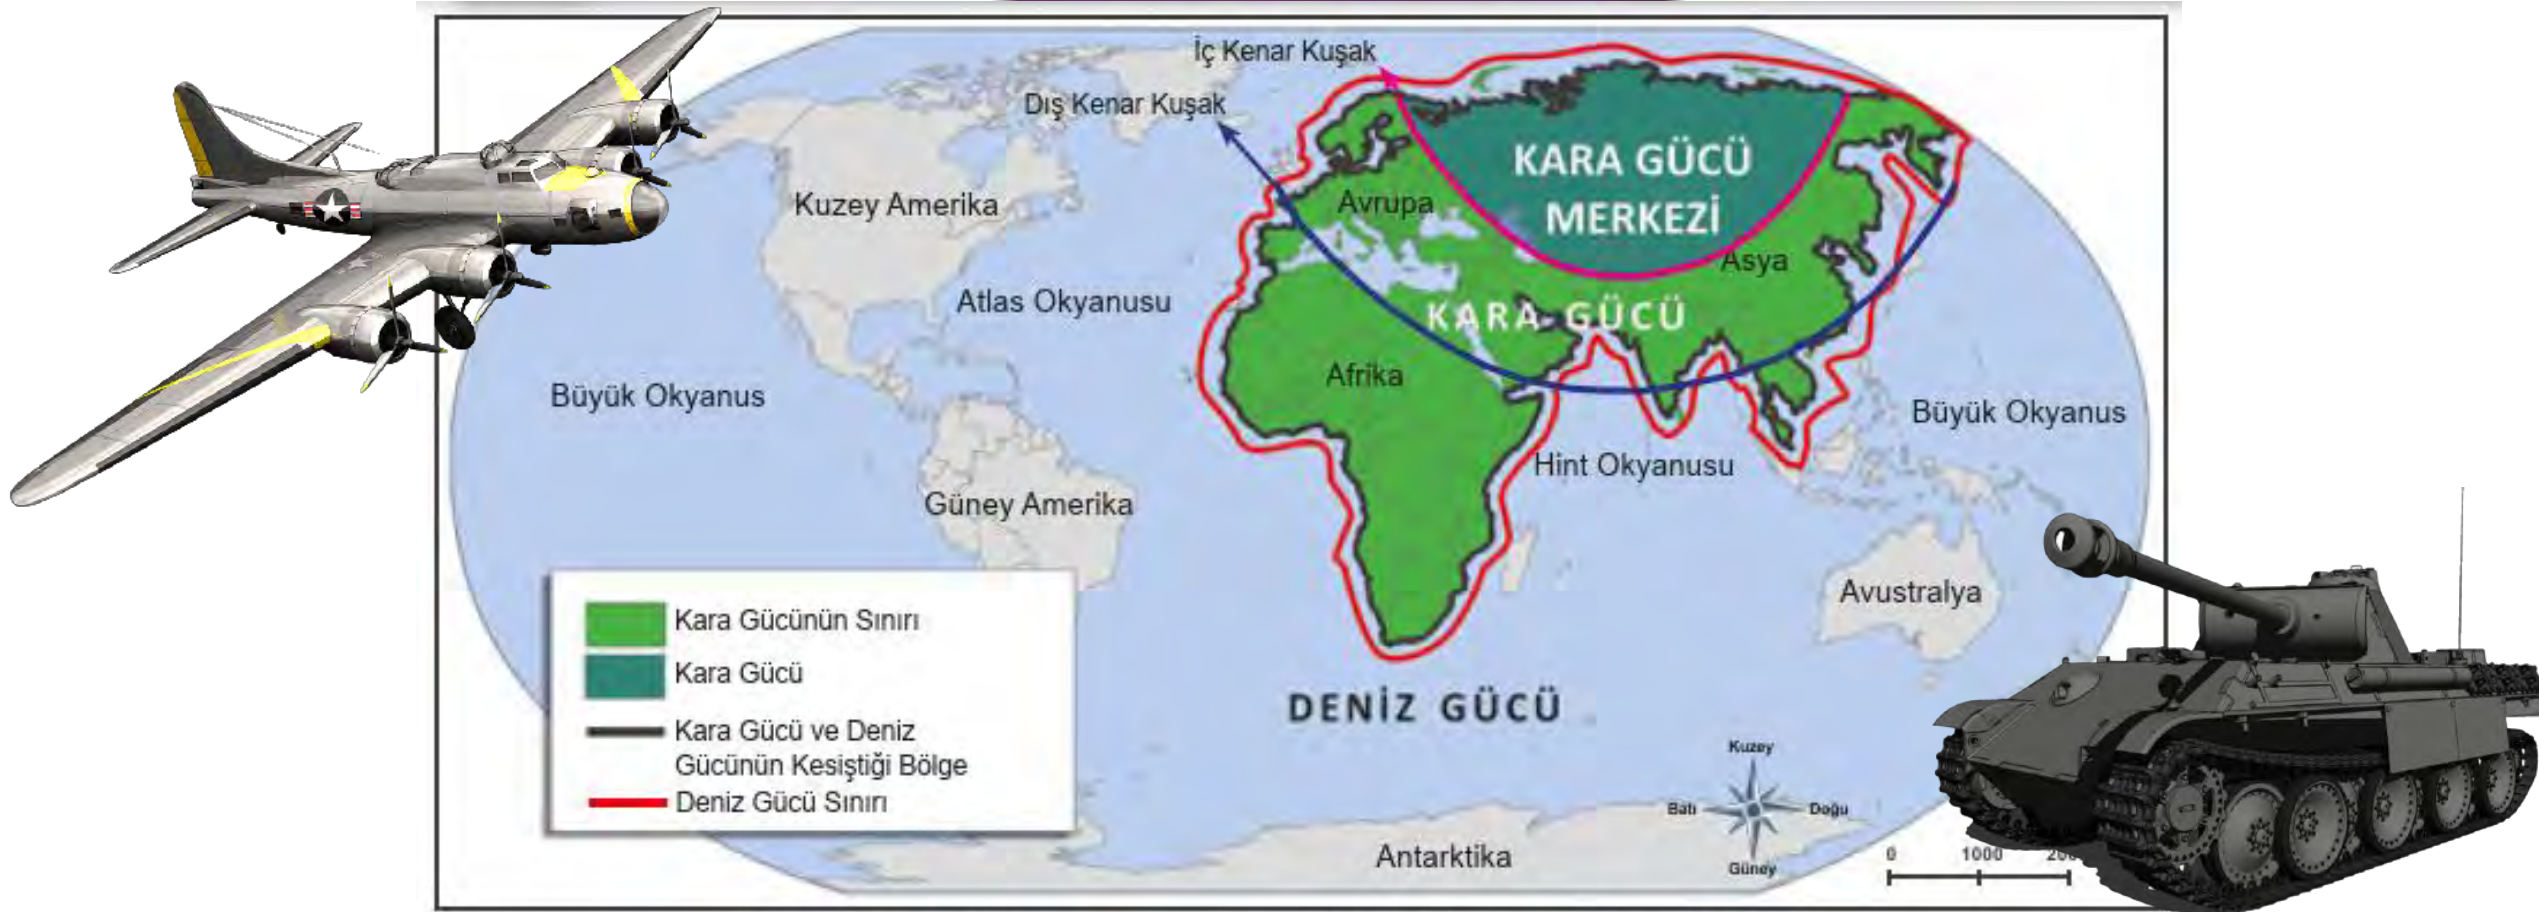 İç Kenar Kuşak
Dış Kenar Kuşak
KARA GÜCÜ
MERKEZİ
Kuzey Amerika
Avrupa
Asya
Atlas Okyanusu
KARA GÜCÜ
Afrika
Büyük Okyanus
Büyük Okyanus
Hint Okyanusu
Güney Amerika
Avustralya
Kara Gücünün Sınırı
Kara Gücü
Kara Gücü ve Deniz
Gücünün Kesiştiği Bölge
Deniz Gücü Sınırı
DENİZ GÜCÜ
Kuzey
Batı
Doğu
Güney
Antarktika
0 1000